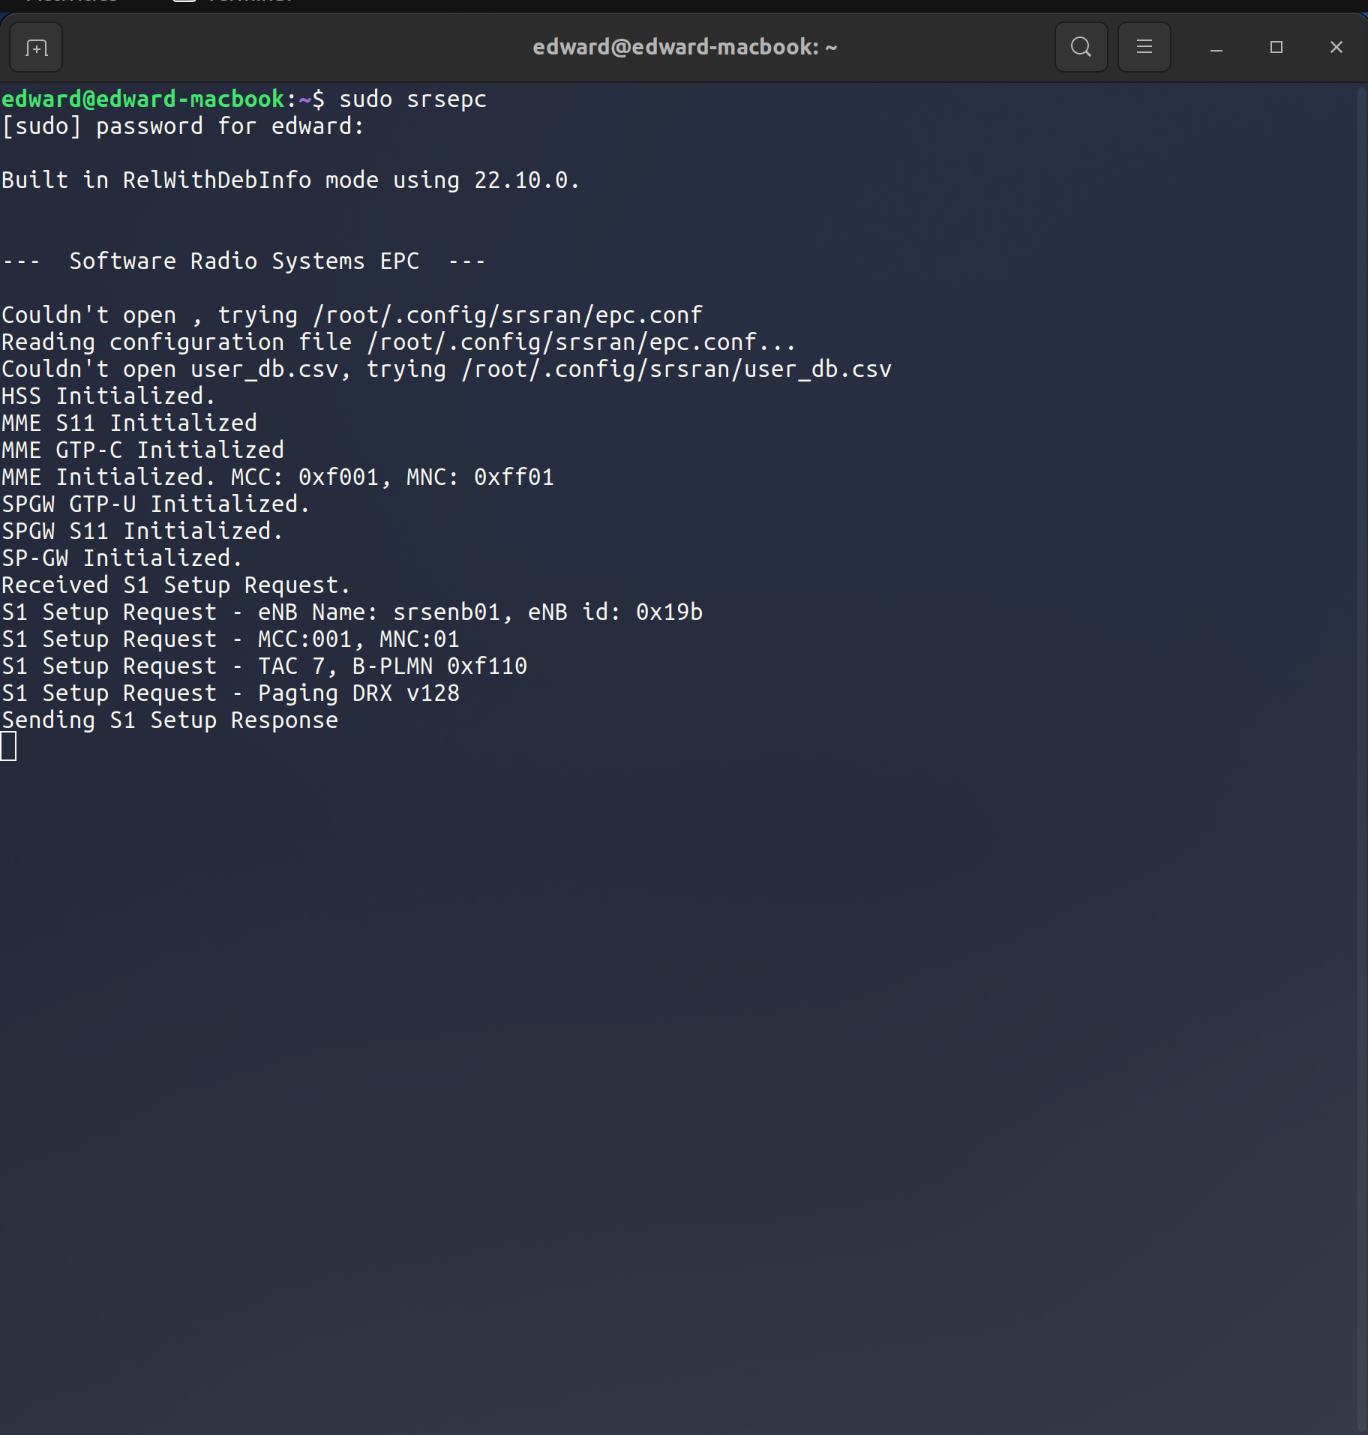 edward@edward-macbook: ~
edward@edward-macbook:~$ sudo srsepc
[sudo] password for edward:
Built in RelWithDebInfo mode using 22.10.0.
---  Software Radio Systems EPC  ---
Couldn't open , trying /root/.config/srsran/epc.conf
Reading configuration file /root/.config/srsran/epc.conf...
Couldn't open user_db.csv, trying /root/.config/srsran/user_db.csv
HSS Initialized.
MME S11 Initialized
MME GTP-C Initialized
MME Initialized. MCC: 0xf001, MNC: 0xff01
SPGW GTP-U Initialized.
SPGW S11 Initialized.
SP-GW Initialized.
Received S1 Setup Request.
S1 Setup Request - eNB Name: srsenb01, eNB id: 0x19b
S1 Setup Request - MCC:001, MNC:01
S1 Setup Request - TAC 7, B-PLMN 0xf110
S1 Setup Request - Paging DRX v128
Sending S1 Setup Response